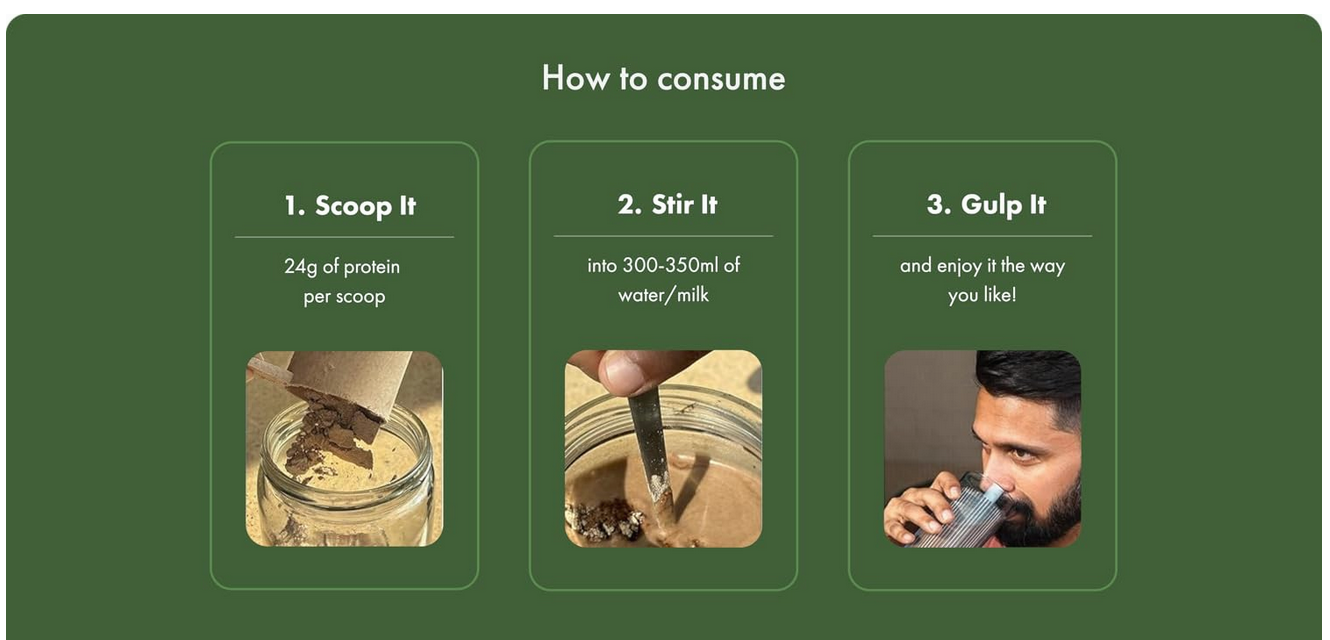 How to consume
1. Scoop It
24g of protein
per scoop
2. Stir It
into 300-350ml of
water/milk
3. Gulp It
and enjoy it the way
you like!